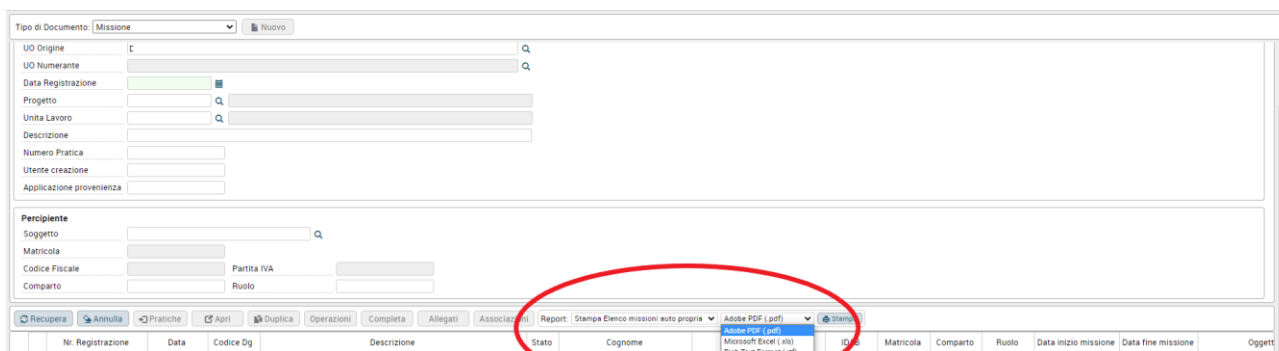 Tipo di Documento: Missione Nuovo
UO Origine
UO Numerante
Data Registrazione
Progetto
Unita Lavoro
Descrizione
Numero Pratica
Utente creazione
Applicazione provenienza
Percipiente
Soggetto
Matricola
Codice Fiscale Partita IVA
Comparto Ruolo
Recupera Annulla Pratiche Apri Duplica Operazioni Completa Allegati Associazioni Report: Stampa Elenco missioni auto propria Adobe PDF (.pdf) Stampa
Adobe PDF (.pdf)
Nr. Registrazione Data Codice Dg Descrizione Stato Cognome Microsoft Excel (.xls) Matricola Comparto Ruolo Data inizio missione Data fine missione Oggett